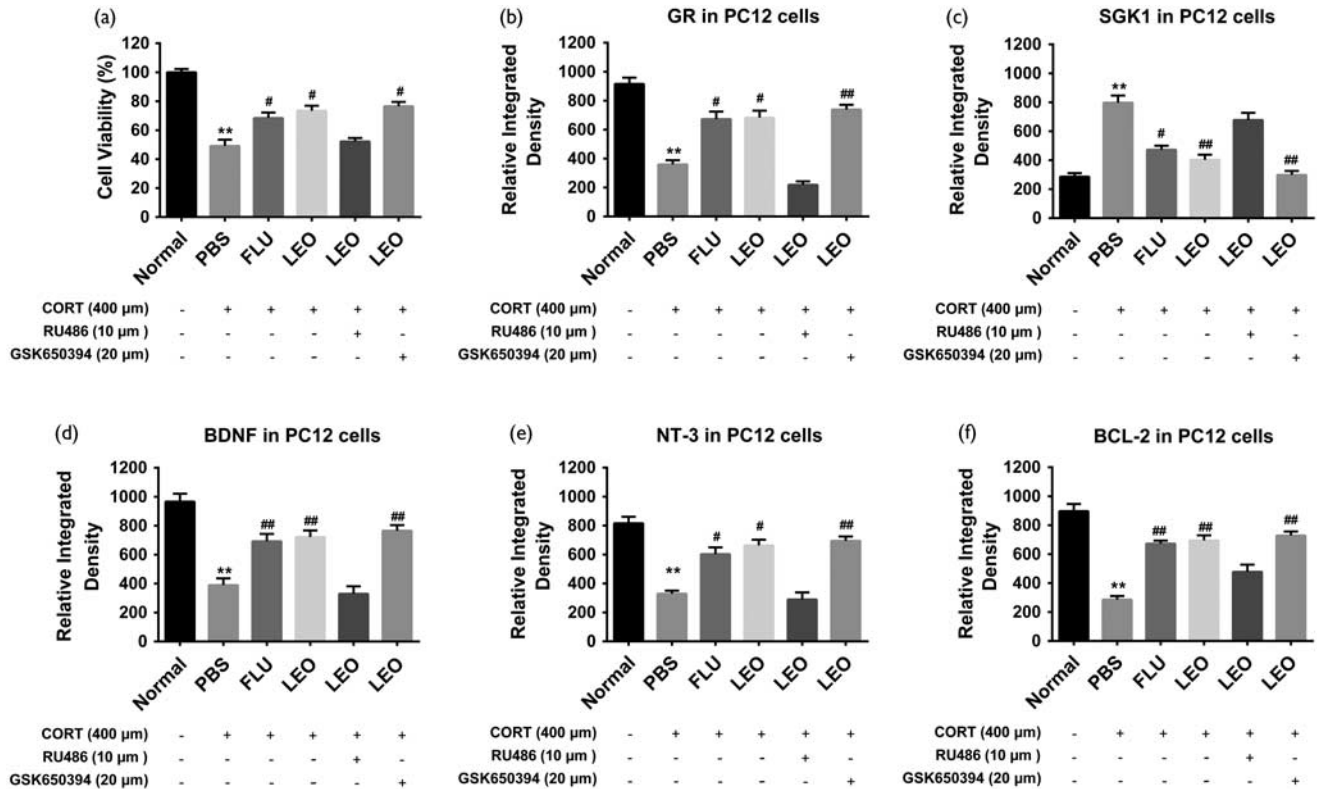 (a)
Cell Viability (%)
120
100
80
60
40
20
0
**
#
#
#
Normal
PBS
FLU
LEO
LEO
LEO
CORT (400 µm) - + + + + +
RU486 (10 µm ) - - - - + -
GSK650394 (20 µm) - - - - - +
(b)
GR in PC12 cells
Relative Integrated
Density
1200
1000
800
600
400
200
0
**
#
#
##
Normal
PBS
FLU
LEO
LEO
LEO
CORT (400 µm) - + + + + +
RU486 (10 µm ) - - - - + -
GSK650394 (20 µm) - - - - - +
(c)
SGK1 in PC12 cells
Relative Integrated
Density
1200
1000
800
600
400
200
0
**
#
##
##
Normal
PBS
FLU
LEO
LEO
LEO
CORT (400 µm) - + + + + +
RU486 (10 µm ) - - - - + -
GSK650394 (20 µm) - - - - - +
(d)
BDNF in PC12 cells
Relative Integrated
Density
1200
1000
800
600
400
200
0
**
##
##
##
Normal
PBS
FLU
LEO
LEO
LEO
CORT (400 µm) - + + + + +
RU486 (10 µm ) - - - - + -
GSK650394 (20 µm) - - - - - +
(e)
NT-3 in PC12 cells
Relative Integrated
Density
1200
1000
800
600
400
200
0
**
#
#
##
Normal
PBS
FLU
LEO
LEO
LEO
CORT (400 µm) - + + + + +
RU486 (10 µm ) - - - - + -
GSK650394 (20 µm) - - - - - +
(f)
BCL-2 in PC12 cells
Relative Integrated
Density
1200
1000
800
600
400
200
0
**
##
##
##
Normal
PBS
FLU
LEO
LEO
LEO
CORT (400 µm) - + + + + +
RU486 (10 µm ) - - - - + -
GSK650394 (20 µm) - - - - - +